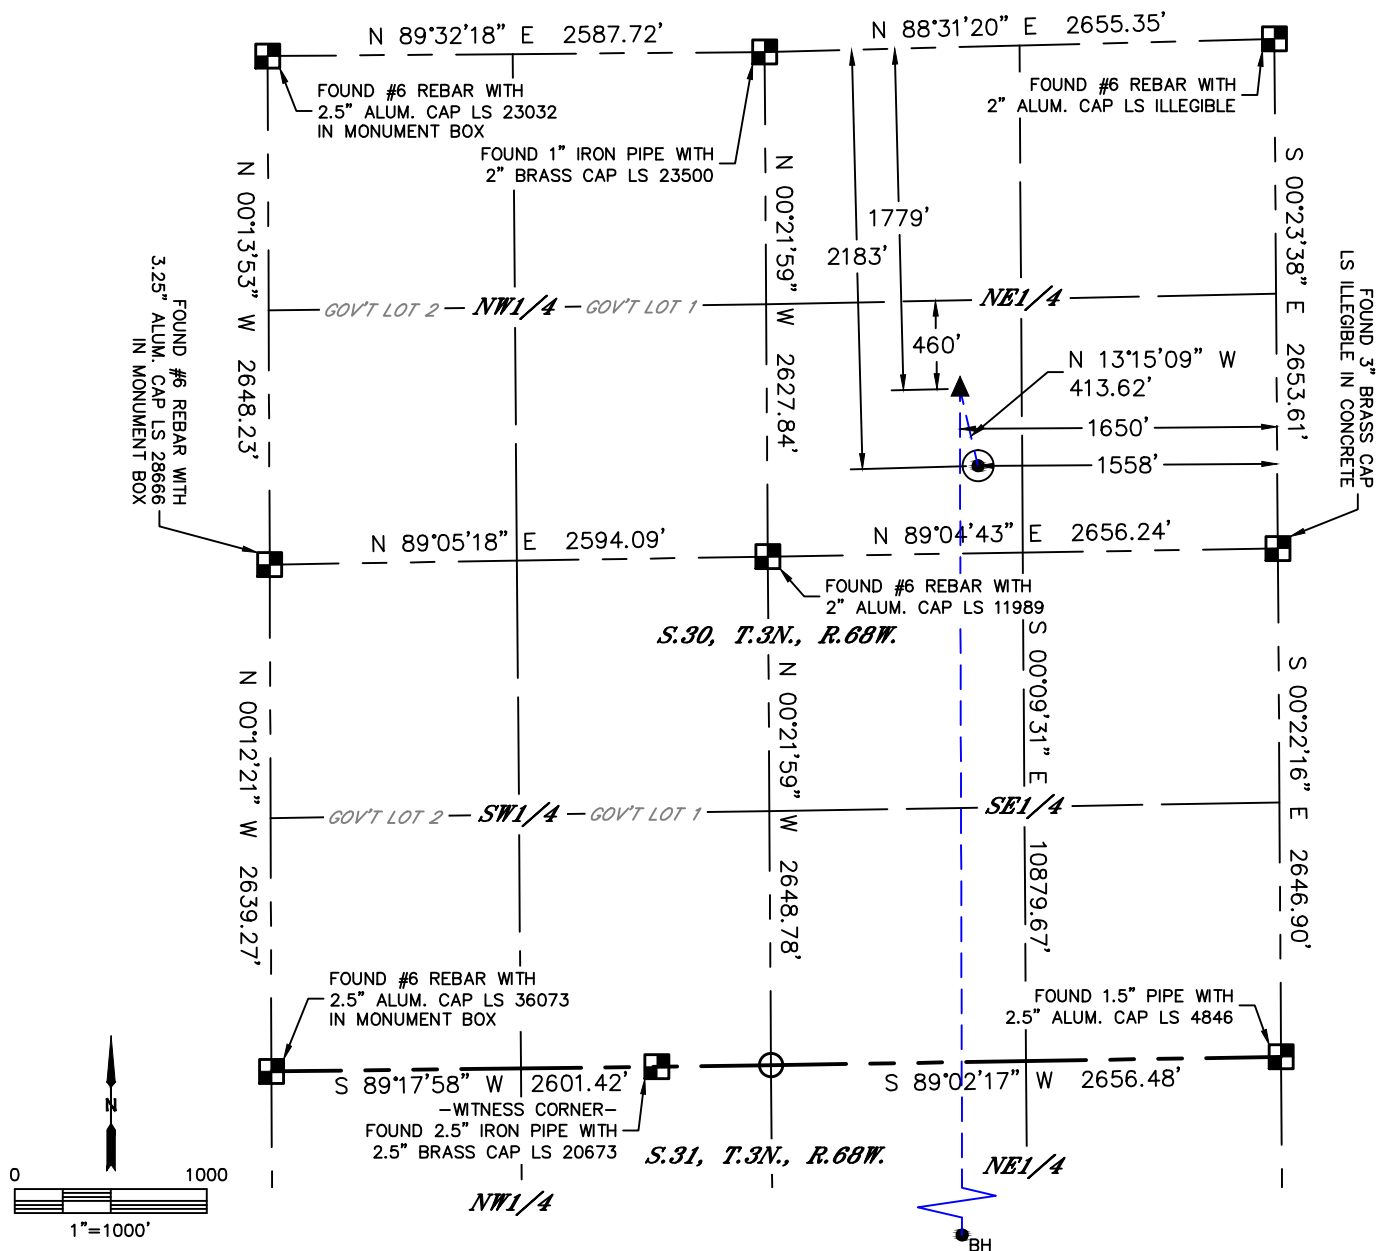 N 89°32'18" E 2587.72'
N 88°31'20" E 2655.35'
FOUND #6 REBAR WITH
2.5" ALUM. CAP LS 23032
IN MONUMENT BOX
FOUND 1" IRON PIPE WITH
2" BRASS CAP LS 23500
FOUND #6 REBAR WITH
2" ALUM. CAP LS ILLEGIBLE
N 00°13'53" W 2648.23'
N 00°21'59" W 2627.84'
S 00°23'38" E 2653.61'
1779'
2183'
FOUND #6 REBAR WITH
3.25" ALUM. CAP LS 28666
IN MONUMENT BOX
FOUND 3" BRASS CAP
LS ILLEGIBLE IN CONCRETE
GOV'T LOT 2
NW1/4
GOV'T LOT 1
NE1/4
460'
N 13°15'09" W
413.62'
1650'
1558'
N 89°05'18" E 2594.09'
N 89°04'43" E 2656.24'
FOUND #6 REBAR WITH
2" ALUM. CAP LS 11989
S.30, T.3N., R.68W.
N 00°12'21" W 2639.27'
N 00°21'59" W 2648.78'
S 00°09'31" E 10879.67'
S 00°22'16" E 2646.90'
GOV'T LOT 2
SW1/4
GOV'T LOT 1
SE1/4
FOUND #6 REBAR WITH
2.5" ALUM. CAP LS 36073
IN MONUMENT BOX
FOUND 1.5" PIPE WITH
2.5" ALUM. CAP LS 4846
S 89°17'58" W 2601.42'
S 89°02'17" W 2656.48'
-WITNESS CORNER-
FOUND 2.5" IRON PIPE WITH
2.5" BRASS CAP LS 20673
S.31, T.3N., R.68W.
NE1/4
NW1/4
N
0 1000
1"=1000'
BH